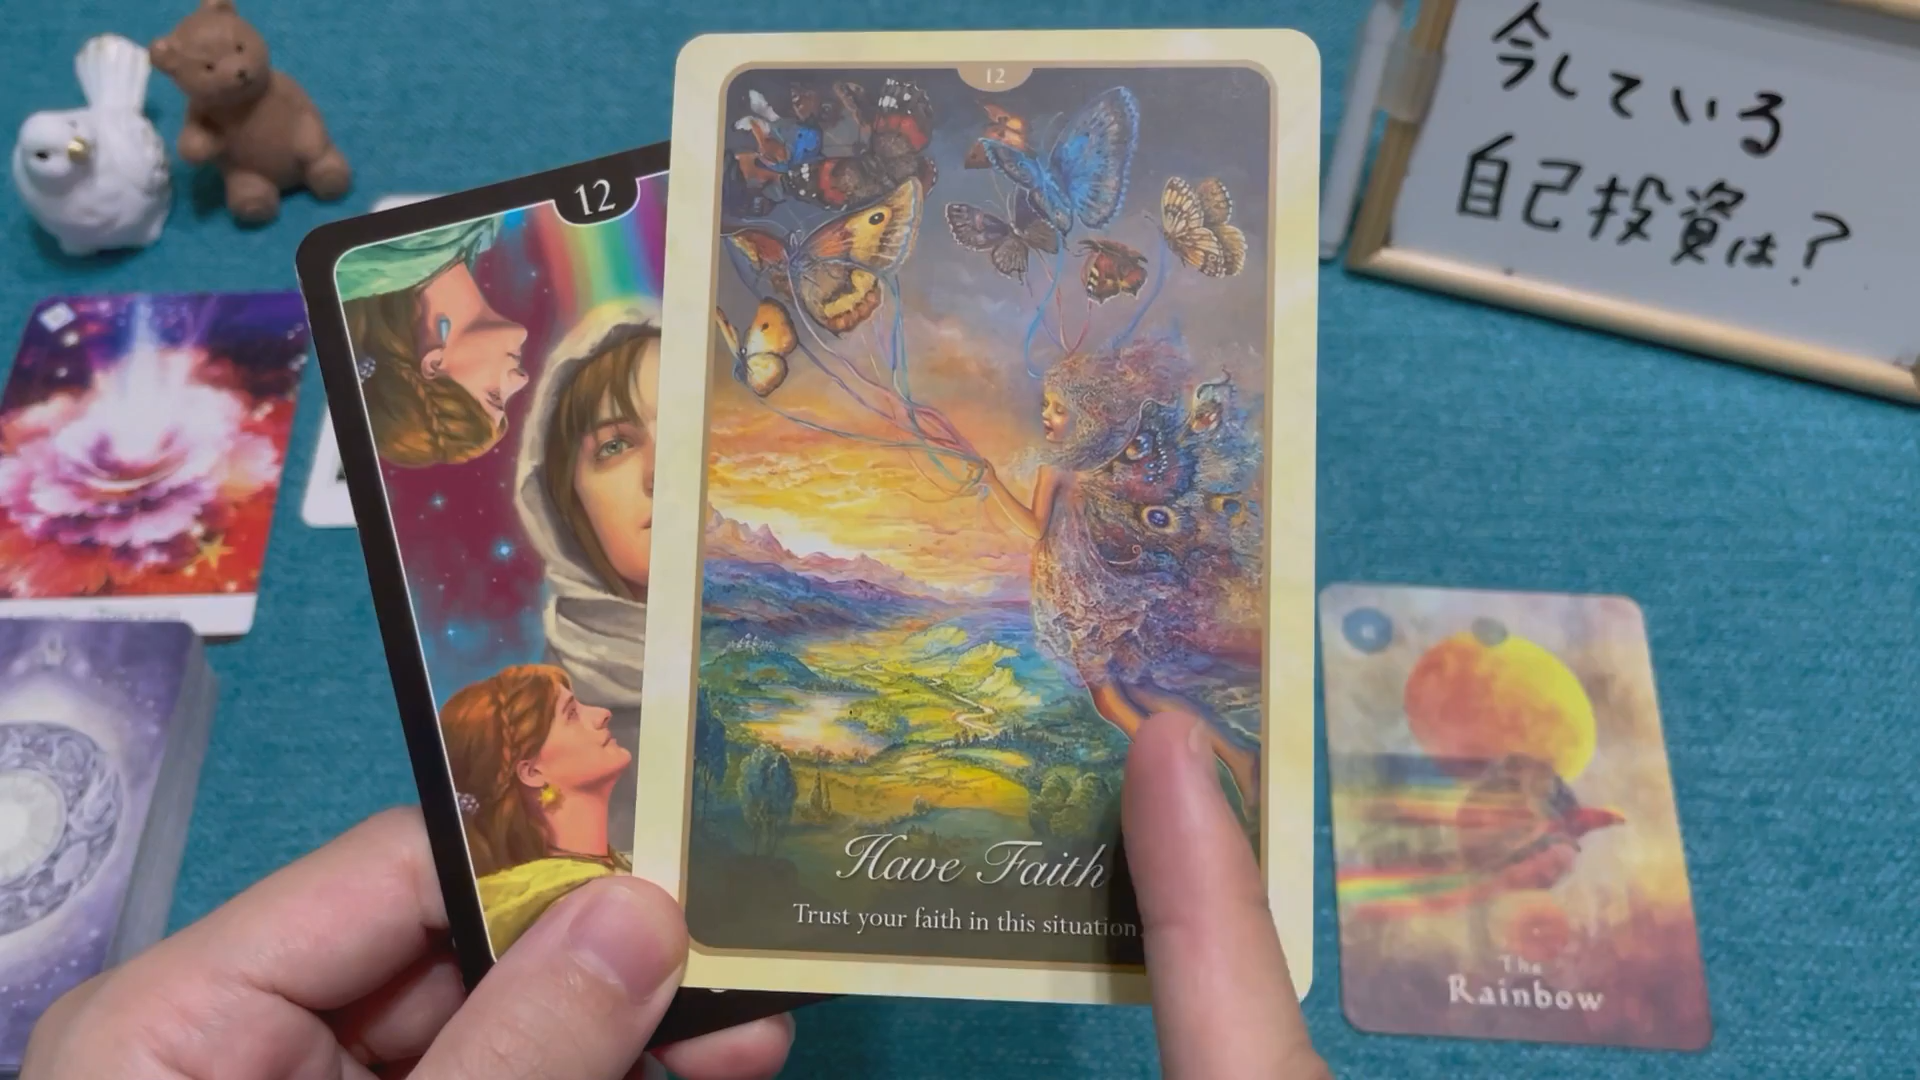 12
12
Have Faith
Trust your faith in this situation.
今している
自己投資は?
The
Rainbow